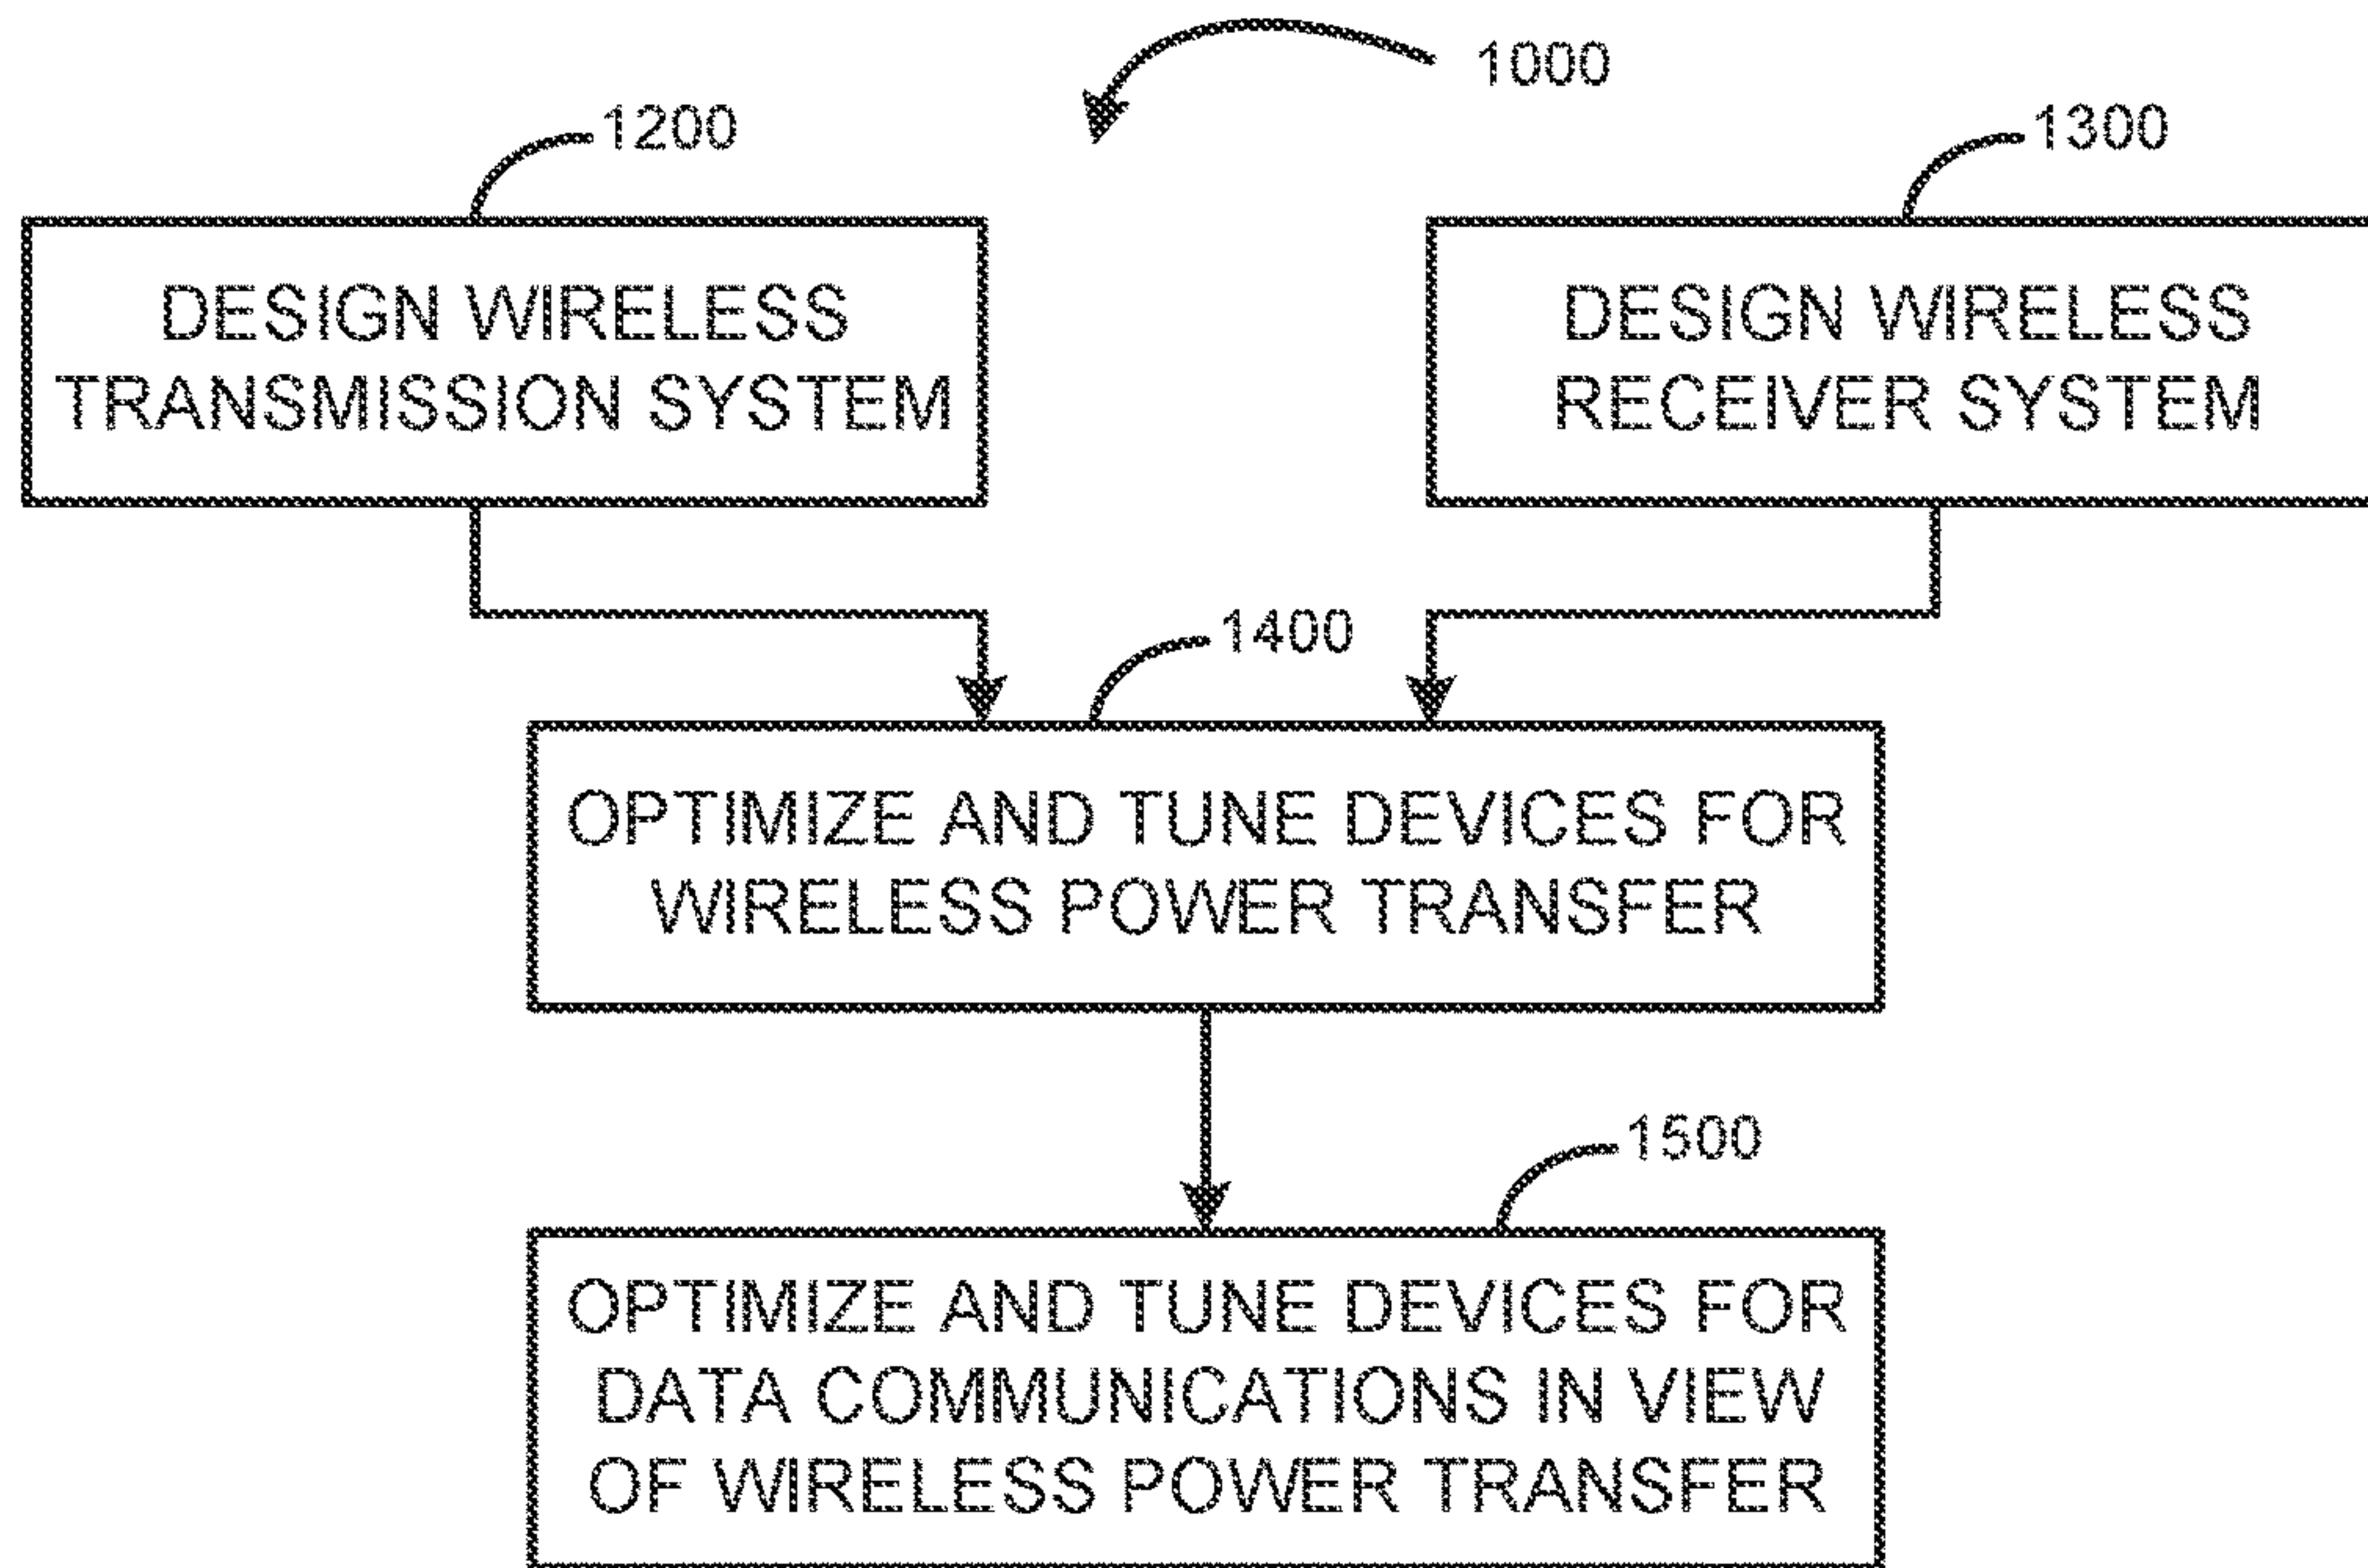 1000
1200
1300
DESIGN WIRELESS
TRANSMISSION SYSTEM
DESIGN WIRELESS
RECEIVER SYSTEM
1400
OPTIMIZE AND TUNE DEVICES FOR
WIRELESS POWER TRANSFER
1500
OPTIMIZE AND TUNE DEVICES FOR
DATA COMMUNICATIONS IN VIEW
OF WIRELESS POWER TRANSFER